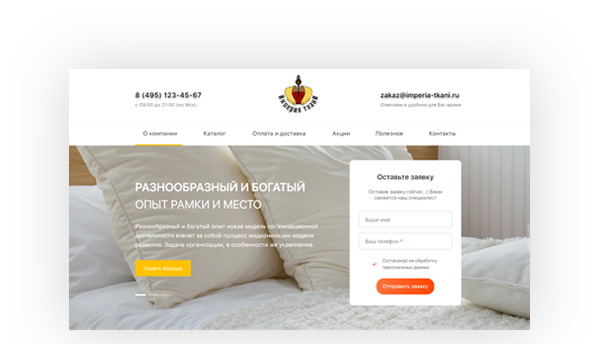 8 (495) 123-45-67
с 09:00 до 21:00 (по Мск)
Империя ткани
zakaz@imperia-tkani.ru
Отвечаем в удобное для Вас время
О компании Каталог Оплата и доставка Акции Полезное Контакты
РАЗНООБРАЗНЫЙ И БОГАТЫЙ
ОПЫТ РАМКИ И МЕСТО
Разнообразный и богатый опыт новая модель организационной
деятельности влечет за собой процесс модернизации модели
развития. Задача организации, в особенности же укрепление.
Узнать больше
Оставьте заявку
Оставив заявку сейчас, с Вами
свяжется наш специалист
Ваше имя
Ваш телефон *
Согласен(а) на обработку
персональных данных
Отправить заявку